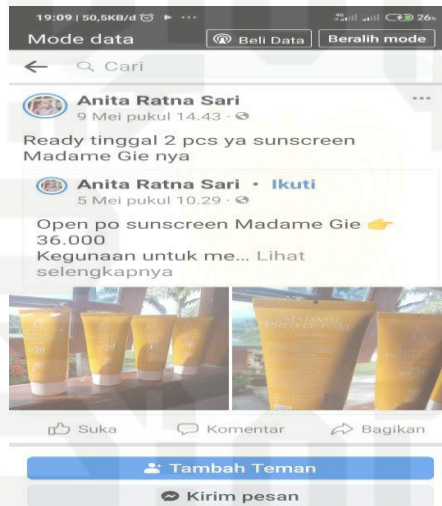 19:09 | 50,5KB/d
26
Mode data
Beli Data
Beralih mode
Cari
Anita Ratna Sari
9 Mei pukul 14.43 ·
Ready tinggal 2 pcs ya sunscreen
Madame Gie nya
Anita Ratna Sari • Ikuti
5 Mei pukul 10.29 ·
Open po sunscreen Madame Gie 👉
36.000
Kegunaan untuk me... Lihat
selengkapnya
MADAME
PROTECT ME
Suka
Komentar
Bagikan
Tambah Teman
Kirim pesan